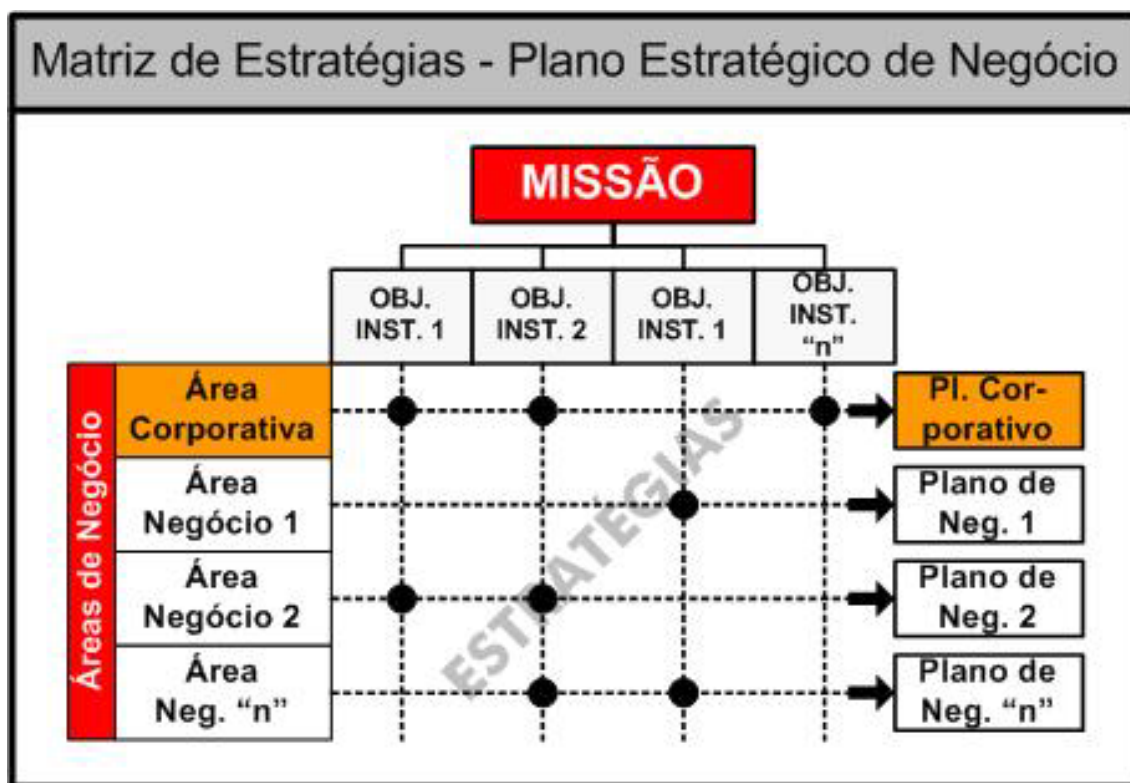 Matriz de Estratégias - Plano Estratégico de Negócio
MISSÃO
OBJ.
INST. 1
OBJ.
INST. 2
OBJ.
INST. 1
OBJ.
INST.
“n”
Áreas de Negócio
Área
Corporativa
Pl. Cor-
porativo
Área
Negócio 1
Plano de
Neg. 1
Área
Negócio 2
Plano de
Neg. 2
Área
Neg. “n”
Plano de
Neg. “n”
ESTRATÉGIAS